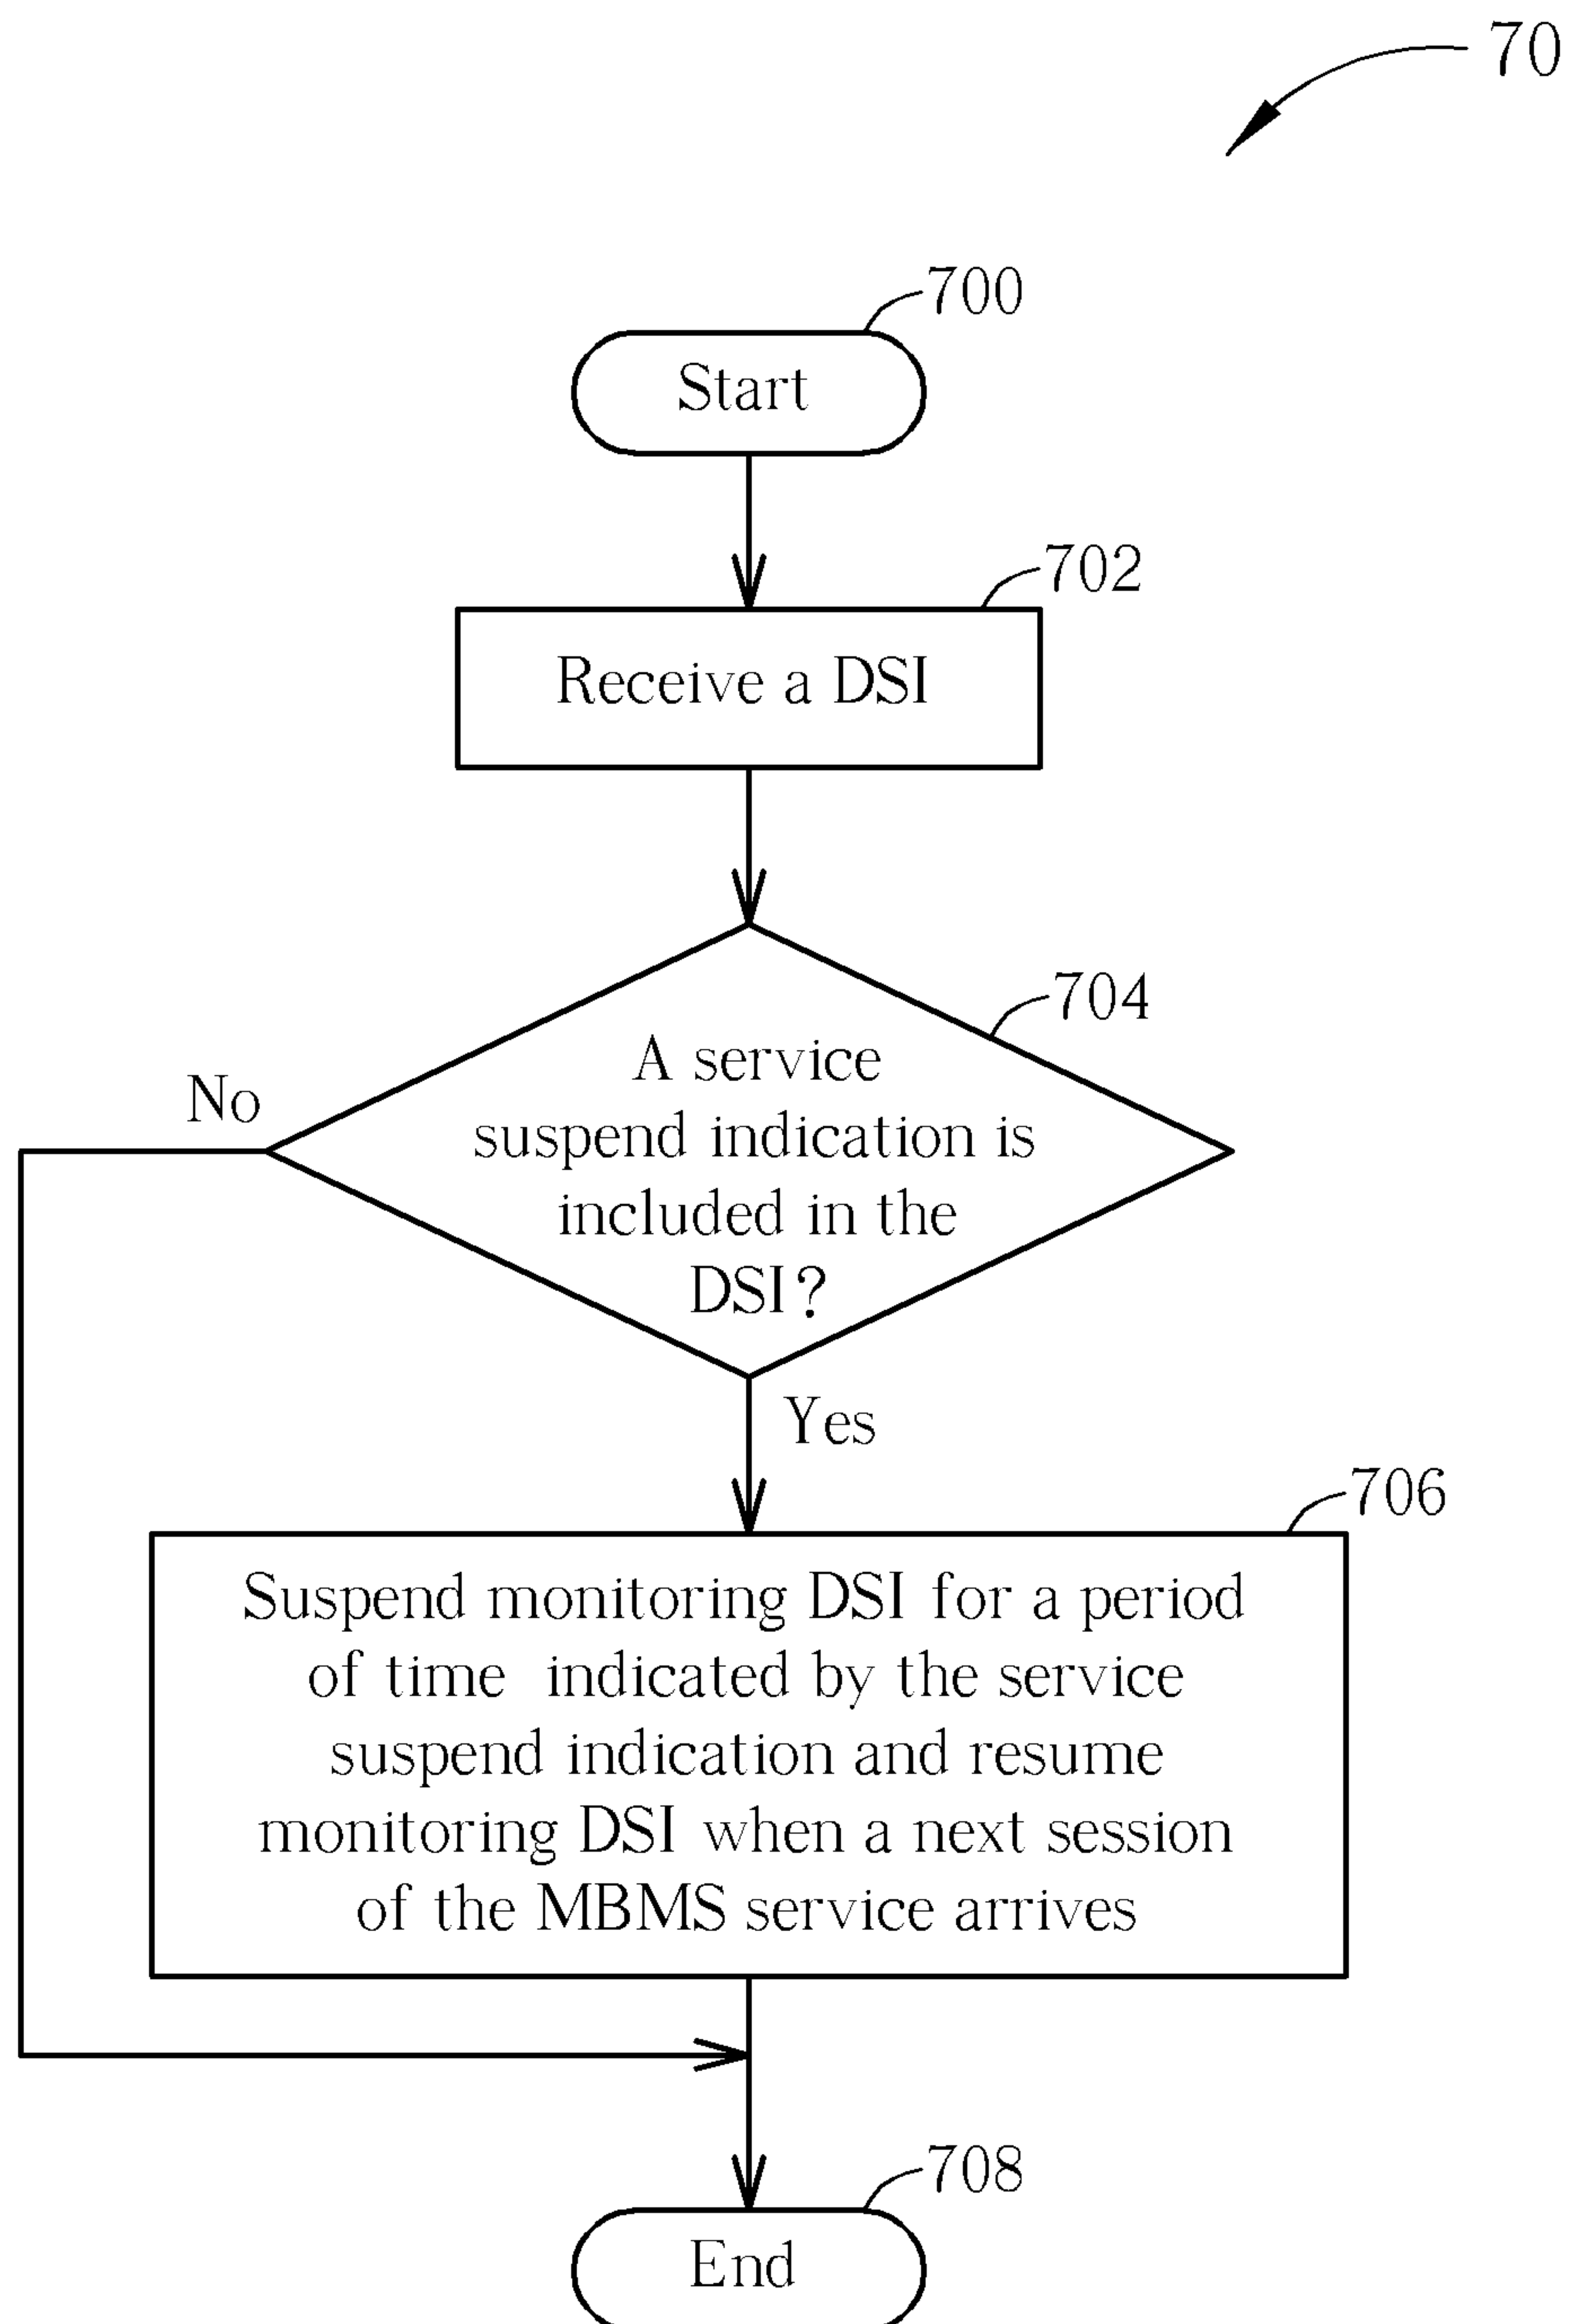 70
700
Start
702
Receive a DSI
704
A service
suspend indication is
included in the
DSI?
No
Yes
706
Suspend monitoring DSI for a period
of time indicated by the service
suspend indication and resume
monitoring DSI when a next session
of the MBMS service arrives
708
End